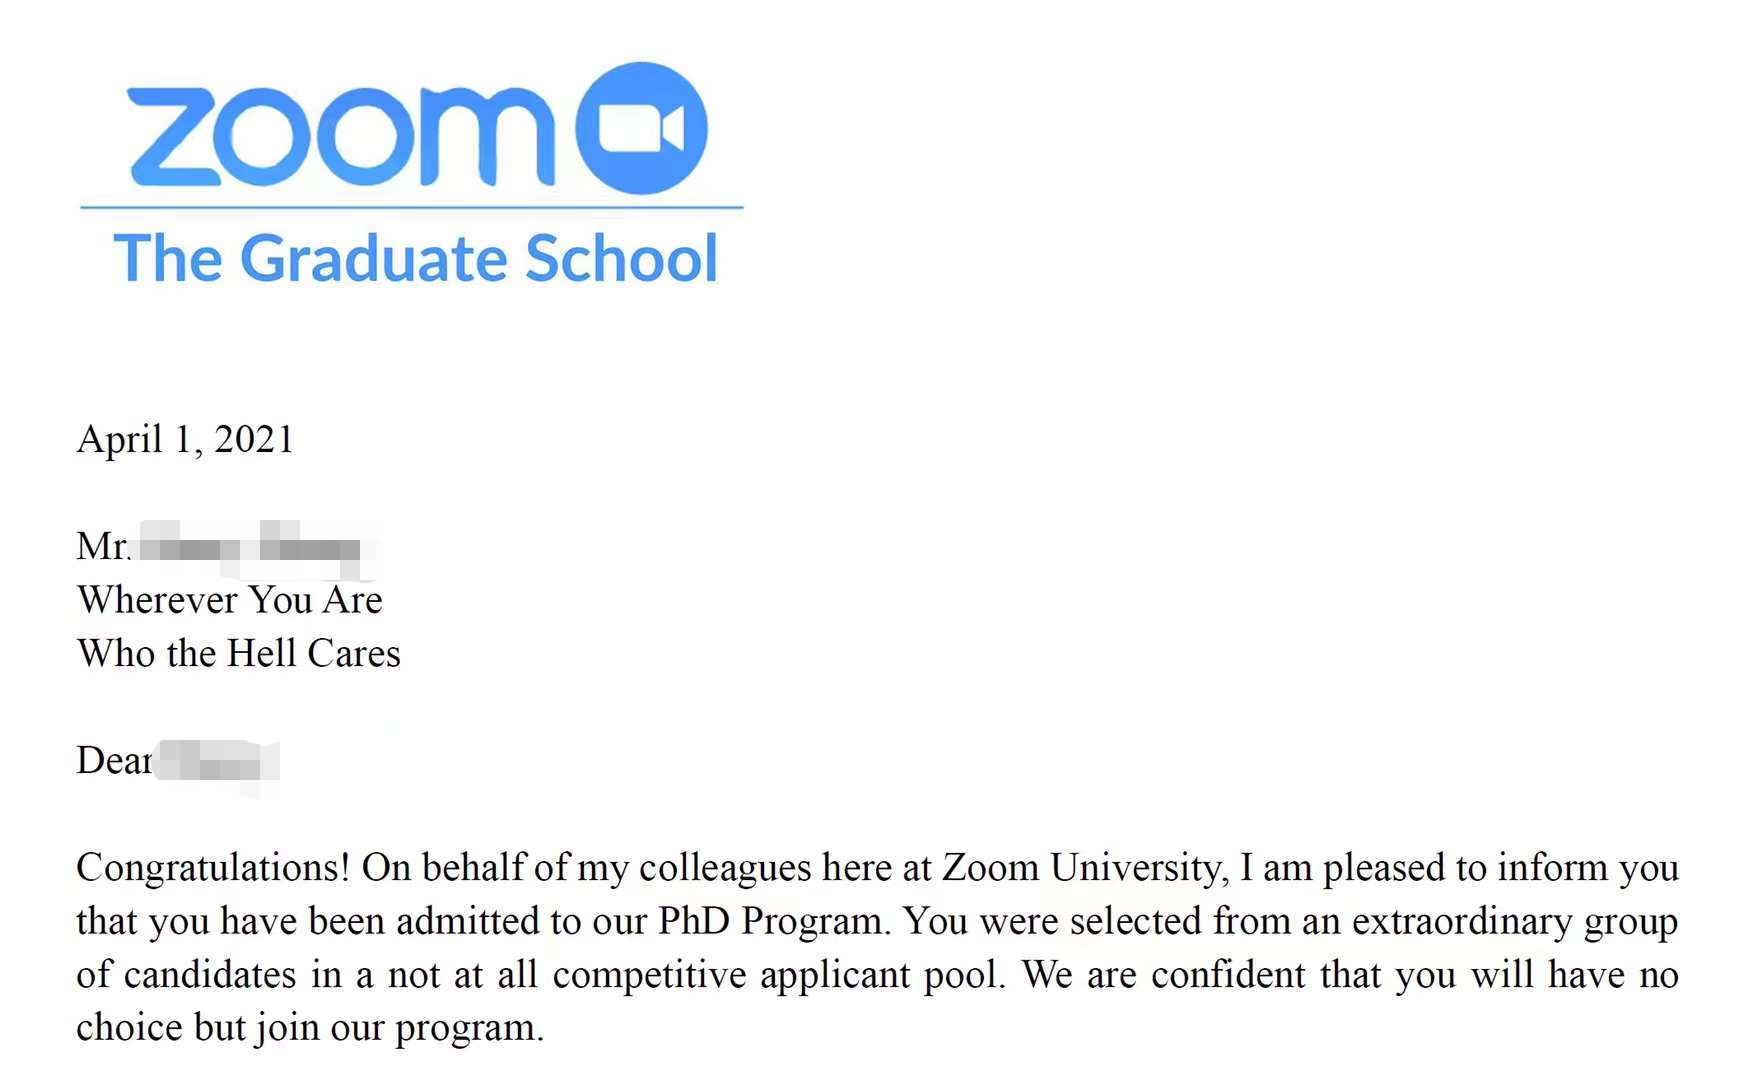 zoom
The Graduate School
April 1, 2021
Mr.
Wherever You Are
Who the Hell Cares
Dear
Congratulations! On behalf of my colleagues here at Zoom University, I am pleased to inform you
that you have been admitted to our PhD Program. You were selected from an extraordinary group
of candidates in a not at all competitive applicant pool. We are confident that you will have no
choice but join our program.